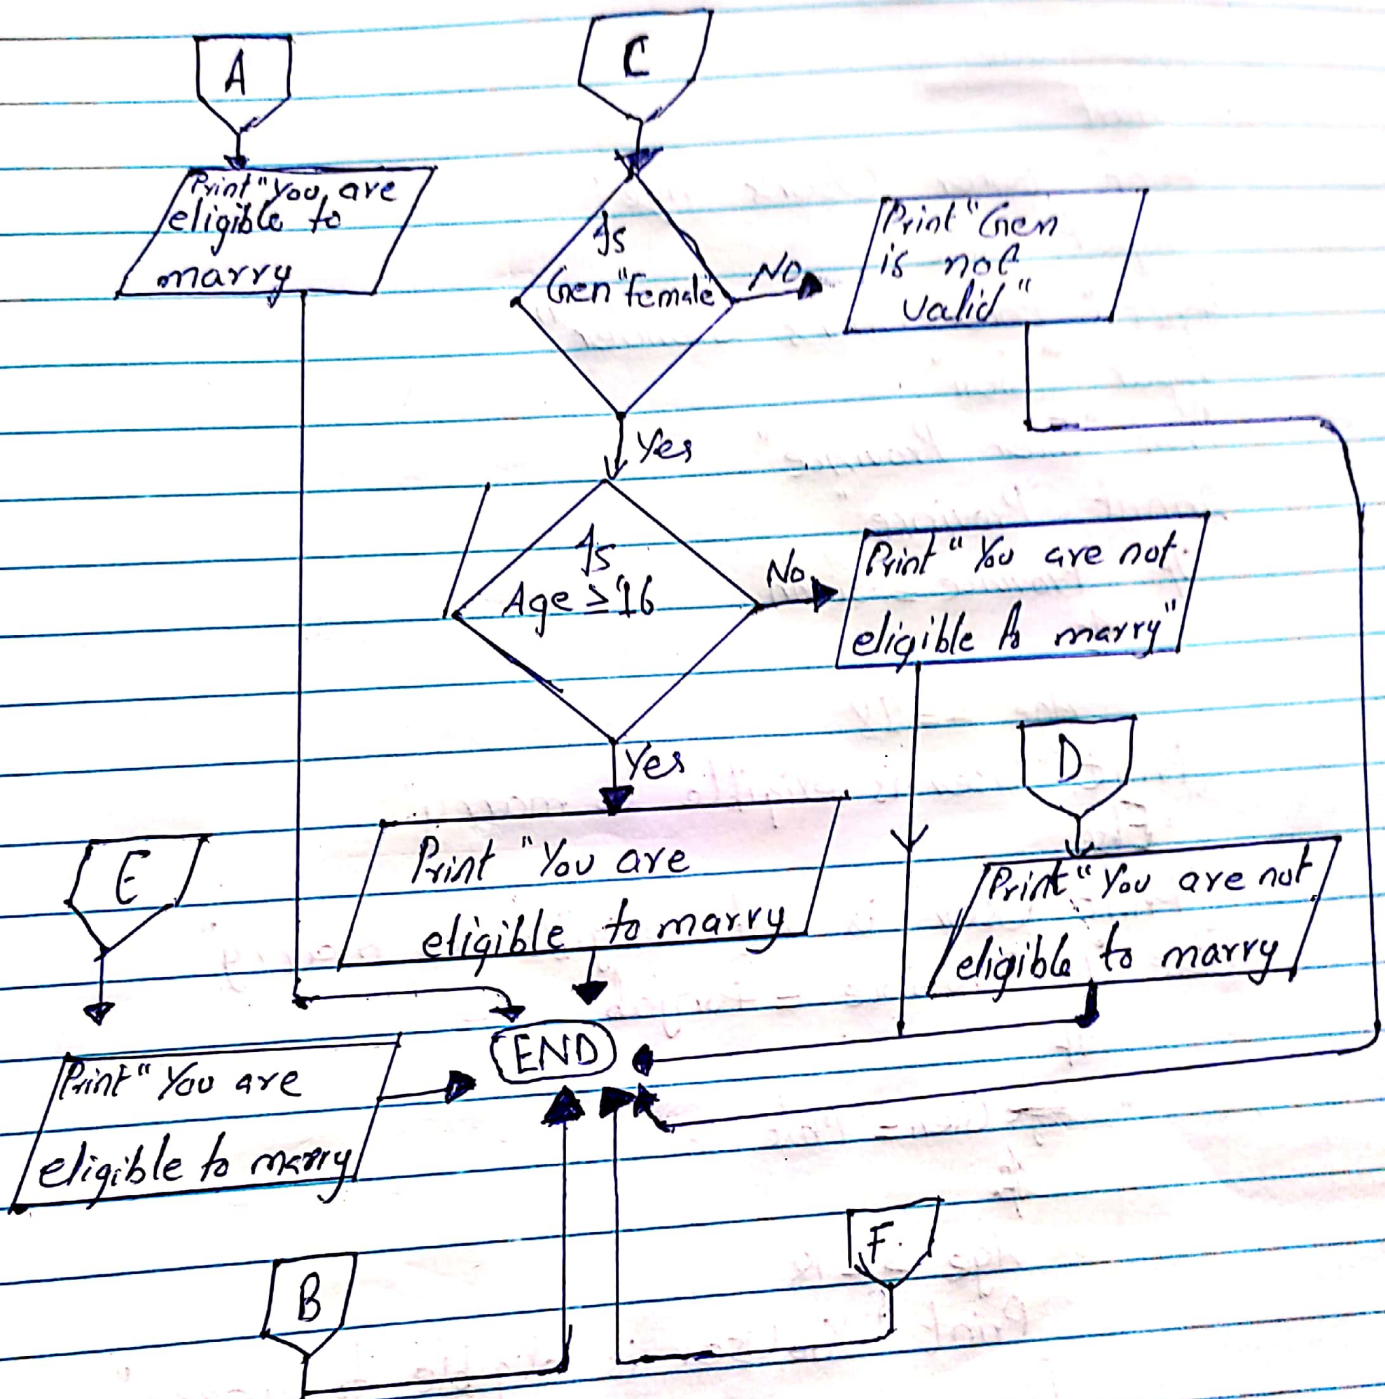 A
C
Print "You are
eligible to
marry
Is
Gen "female"
No
Print "Gen
is not
valid"
Yes
Is
Age ≥ 16
No
Print "You are not
eligible to marry"
Yes
D
E
Print "You are
eligible to marry
Print "You are not
eligible to marry
END
Print "You are
eligible to marry
B
F